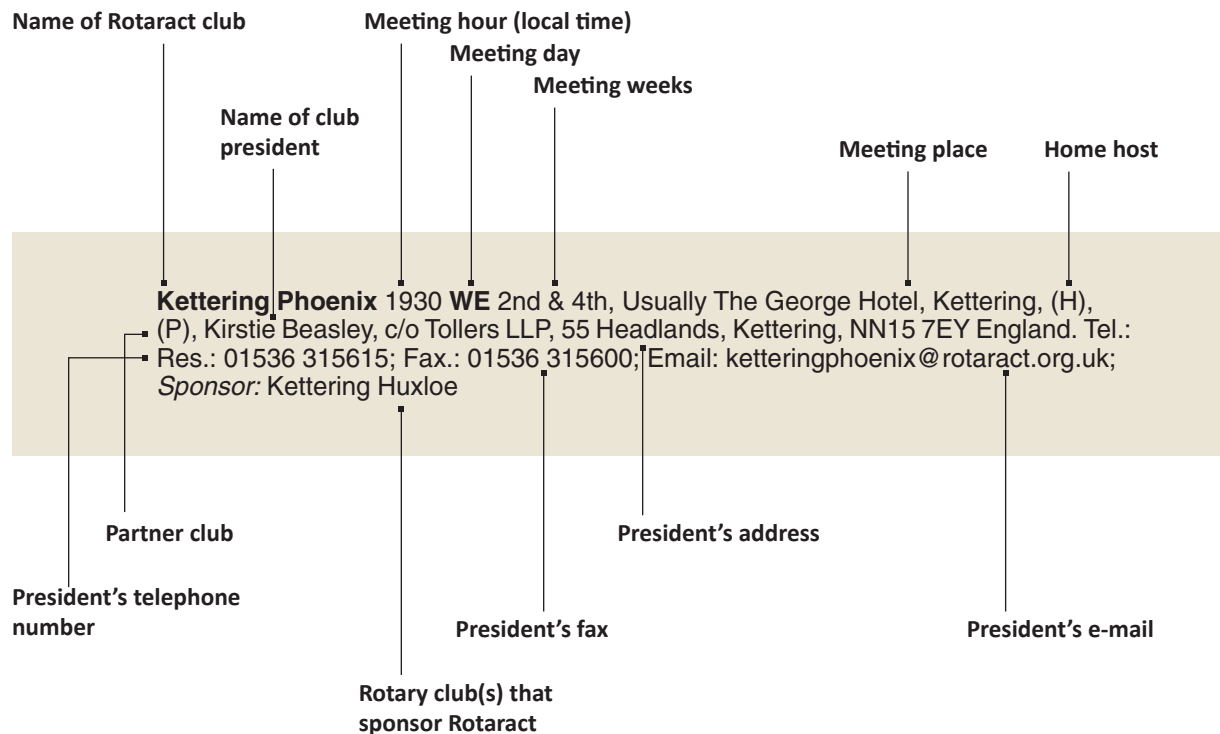 Name of Rotaract club
Meeting hour (local time)
Meeting day
Meeting weeks
Name of club
president
Meeting place
Home host
Kettering Phoenix 1930 WE 2nd & 4th, Usually The George Hotel, Kettering, (H),
(P), Kirstie Beasley, c/o Tollers LLP, 55 Headlands, Kettering, NN15 7EY England. Tel.:
Res.: 01536 315615; Fax.: 01536 315600; Email: ketteringphoenix@rotaract.org.uk;
Sponsor: Kettering Huxloe
Partner club
President's address
President's telephone
number
President's fax
President's e-mail
Rotary club(s) that
sponsor Rotaract